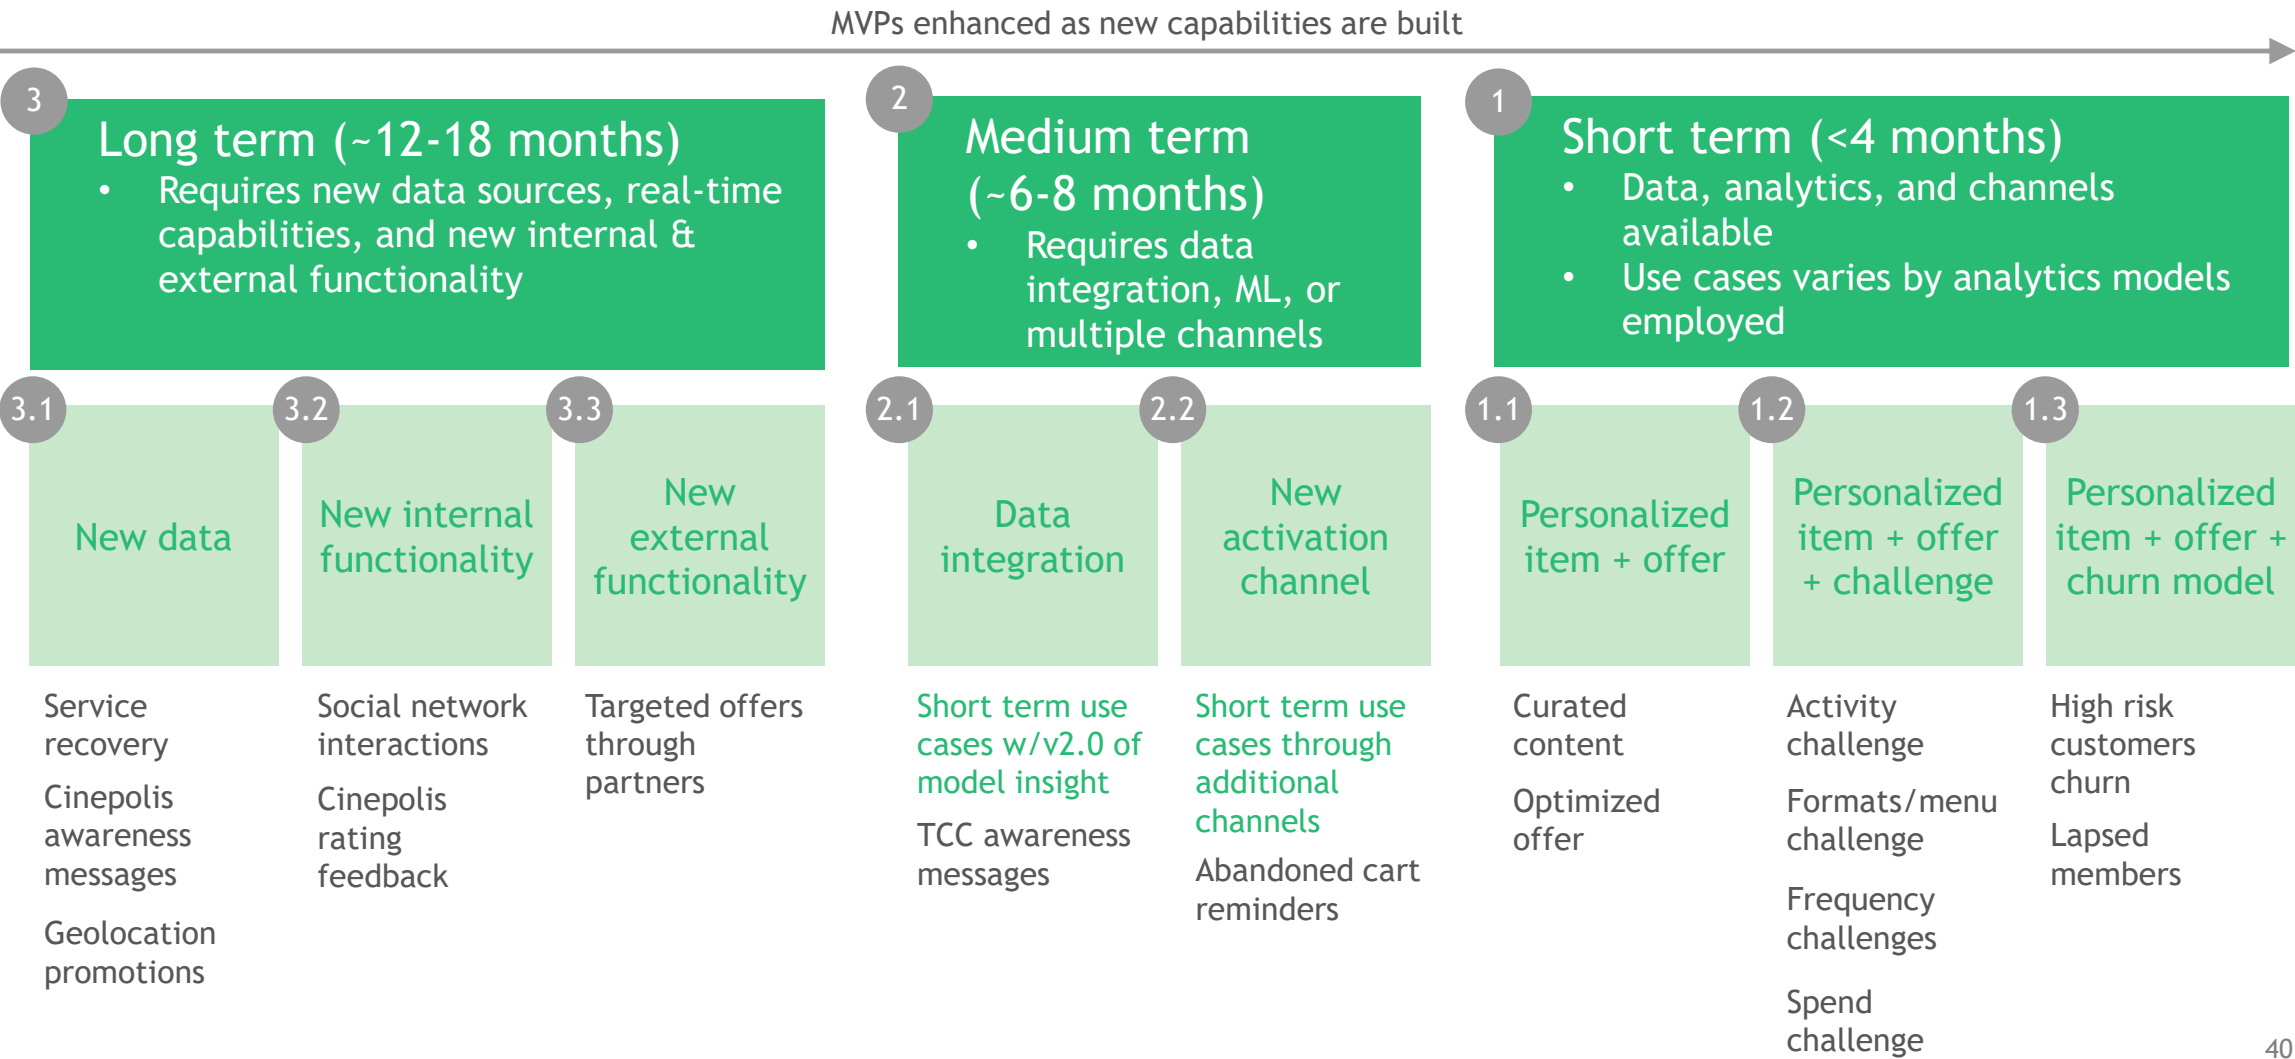 MVPs enhanced as new capabilities are built
3
Long term (~12-18 months)
• Requires new data sources, real-time
capabilities, and new internal &
external functionality
2
Medium term
(~6-8 months)
• Requires data
integration, ML, or
multiple channels
1
Short term (<4 months)
• Data, analytics, and channels
available
• Use cases varies by analytics models
employed
3.1
New data
Service
recovery
Cinepolis
awareness
messages
Geolocation
promotions
3.2
New internal
functionality
Social network
interactions
Cinepolis
rating
feedback
3.3
New
external
functionality
Targeted offers
through
partners
2.1
Data
integration
Short term use
cases w/v2.0 of
model insight
TCC awareness
messages
2.2
New
activation
channel
Short term use
cases through
additional
channels
Abandoned cart
reminders
1.1
Personalized
item + offer
Curated
content
Optimized
offer
1.2
Personalized
item + offer
+ challenge
Activity
challenge
Formats/menu
challenge
Frequency
challenges
Spend
challenge
1.3
Personalized
item + offer +
churn model
High risk
customers
churn
Lapsed
members
40